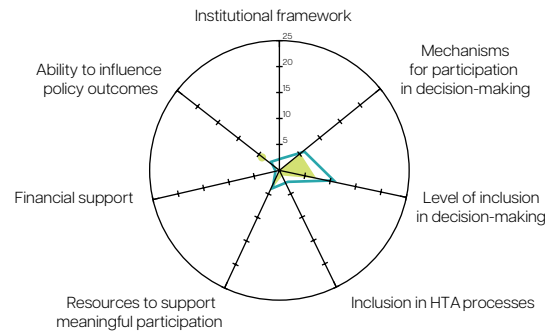 Institutional framework
25
20
15
10
5
Mechanisms
for participation
in decision-making
Ability to influence
policy outcomes
Level of inclusion
in decision-making
Financial support
Inclusion in HTA processes
Resources to support
meaningful participation